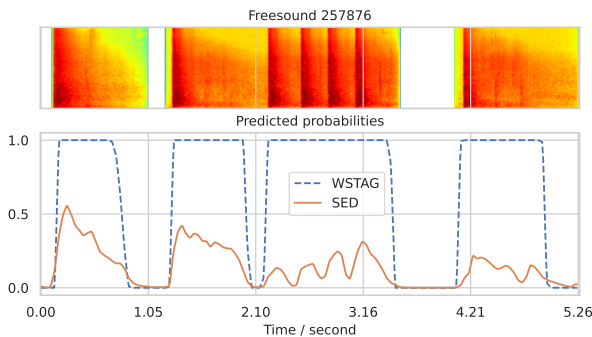 Freesound 257876
Predicted probabilities
1.0
0.5
0.0
WSTAG
SED
0.00 1.05 2.10 3.16 4.21 5.26
Time / second